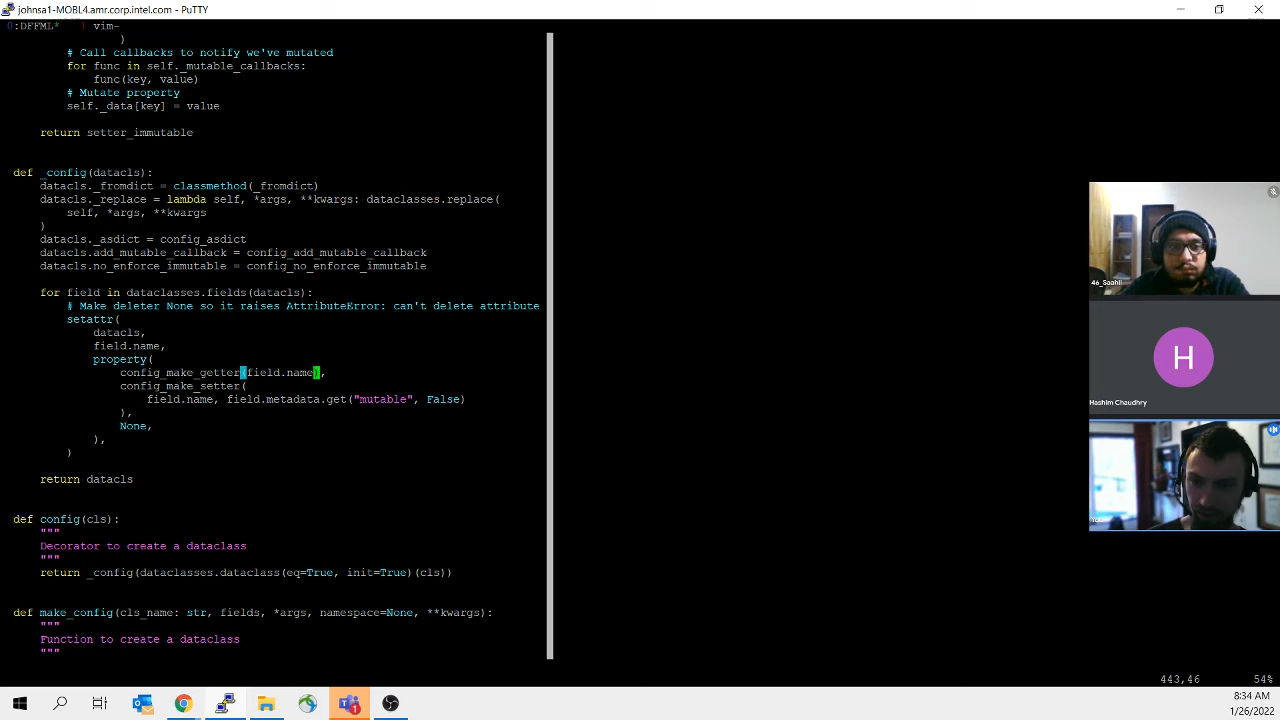 johnsa1-MOBL4.amr.corp.intel.com - PuTTY
0:DFFML* ! vim-
)
# Call callbacks to notify we've mutated
for func in self._mutable_callbacks:
func(key, value)
# Mutate property
self._data[key] = value
return setter_immutable
def _config(datacls):
datacls._fromdict = classmethod(_fromdict)
datacls._replace = lambda self, *args, **kwargs: dataclasses.replace(
self, *args, **kwargs
)
datacls._asdict = config_asdict
datacls.add_mutable_callback = config_add_mutable_callback
datacls.no_enforce_immutable = config_no_enforce_immutable
for field in dataclasses.fields(datacls):
# Make deleter None so it raises AttributeError: can't delete attribute
setattr(
datacls,
field.name,
property(
config_make_getter(field.name),
config_make_setter(
field.name, field.metadata.get("mutable", False)
),
None,
),
)
return datacls
def config(cls):
"""
Decorator to create a dataclass
"""
return _config(dataclasses.dataclass(eq=True, init=True)(cls))
def make_config(cls_name: str, fields, *args, namespace=None, **kwargs):
"""
Function to create a dataclass
"""
443,46 54%
46_Saahil
H
Hashim Chaudhry
1
8:34 AM
1/26/2022